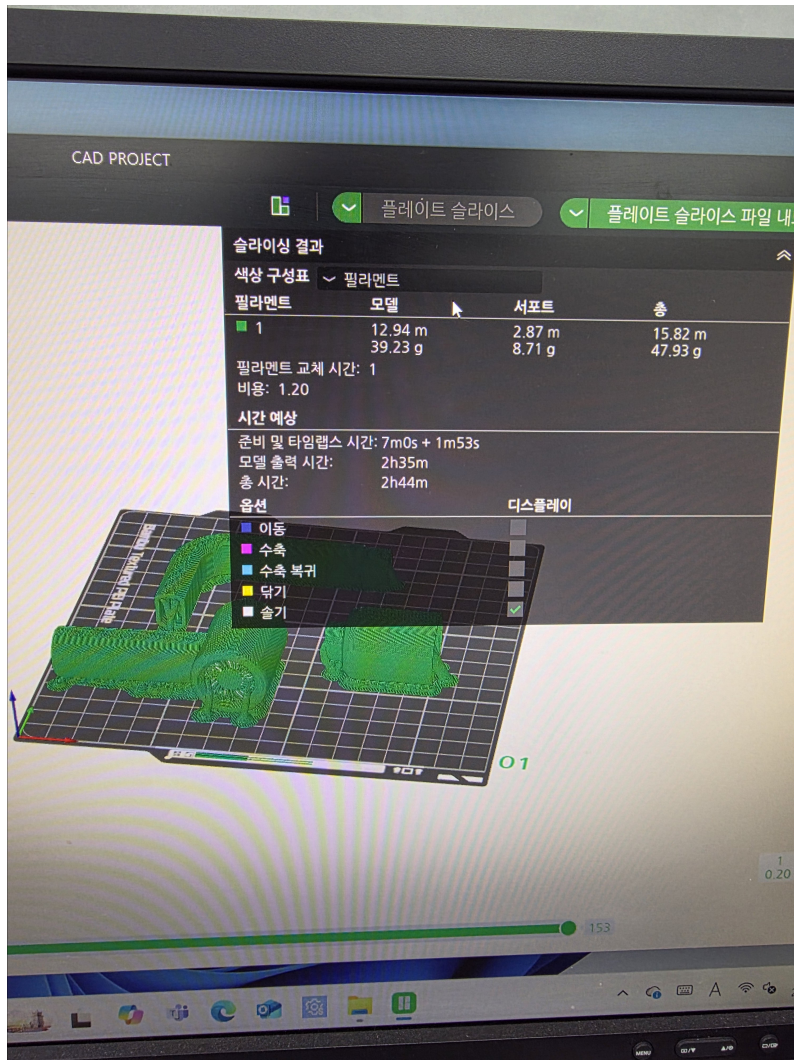 CAD PROJECT
플레이트 슬라이스
플레이트 슬라이스 파일 내
슬라이싱 결과
색상 구성표 필라멘트
필라멘트 모델 서포트 총
1 12.94 m 2.87 m 15.82 m
39.23 g 8.71 g 47.93 g
필라멘트 교체 시간: 1
비용: 1.20
시간 예상
준비 및 타임랩스 시간: 7m0s + 1m53s
모델 출력 시간: 2h35m
총 시간: 2h44m
옵션 디스플레이
이동
수축
수축 복귀
닦기
솔기
01
1
0.20
153
A
MENU